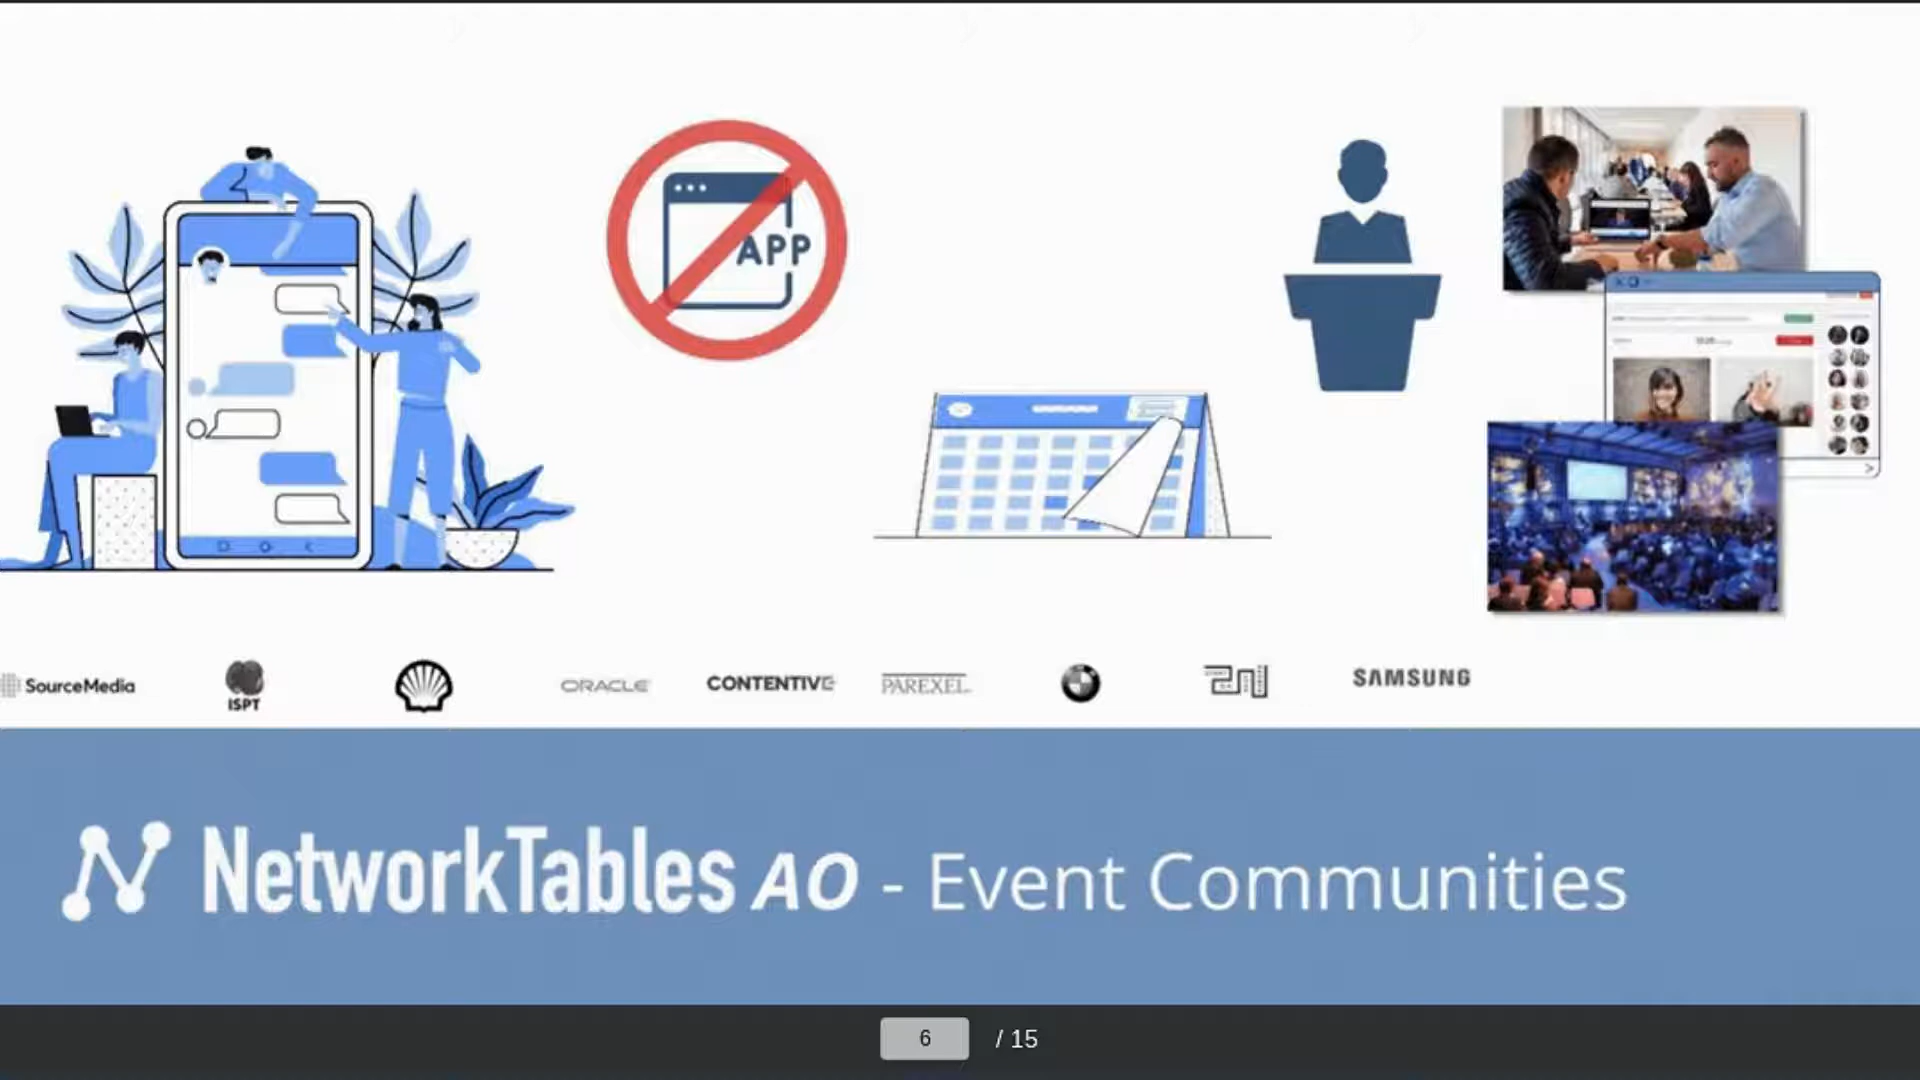 APP
SourceMedia
ISPT
ORACLE
CONTENTIVE
PAREXEL
SAMSUNG
NetworkTables AO - Event Communities
6 / 15